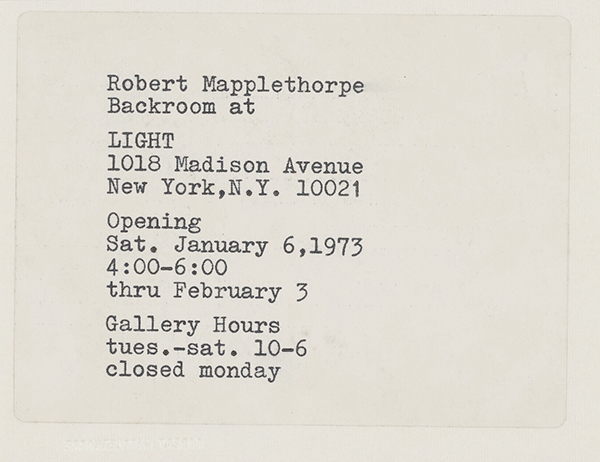 Robert Mapplethorpe
Backroom at
LIGHT
1018 Madison Avenue
New York,N.Y. 10021
Opening
Sat. January 6,1973
4:00-6:00
thru February 3
Gallery Hours
tues.-sat. 10-6
closed monday